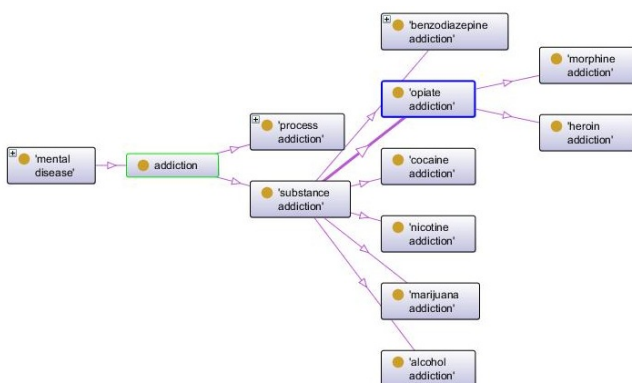 'mental
disease'
addiction
'process
addiction'
'substance
addiction'
'benzodiazepine
addiction'
'opiate
addiction'
'cocaine
addiction'
'nicotine
addiction'
'marijuana
addiction'
'alcohol
addiction'
'morphine
addiction'
'heroin
addiction'